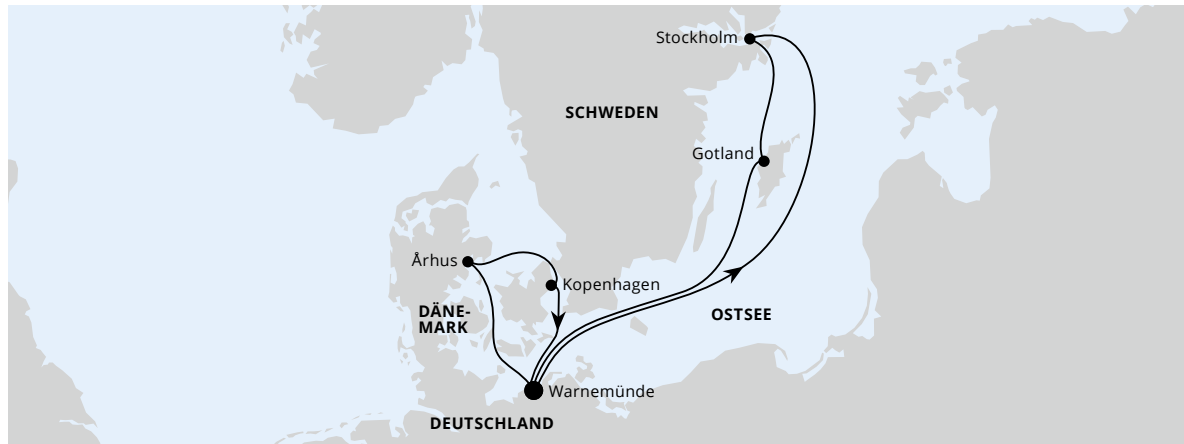 Stockholm
SCHWEDEN
Gotland
Århus
Kopenhagen
DÄNE-
MARK
OSTSEE
Warnemünde
DEUTSCHLAND